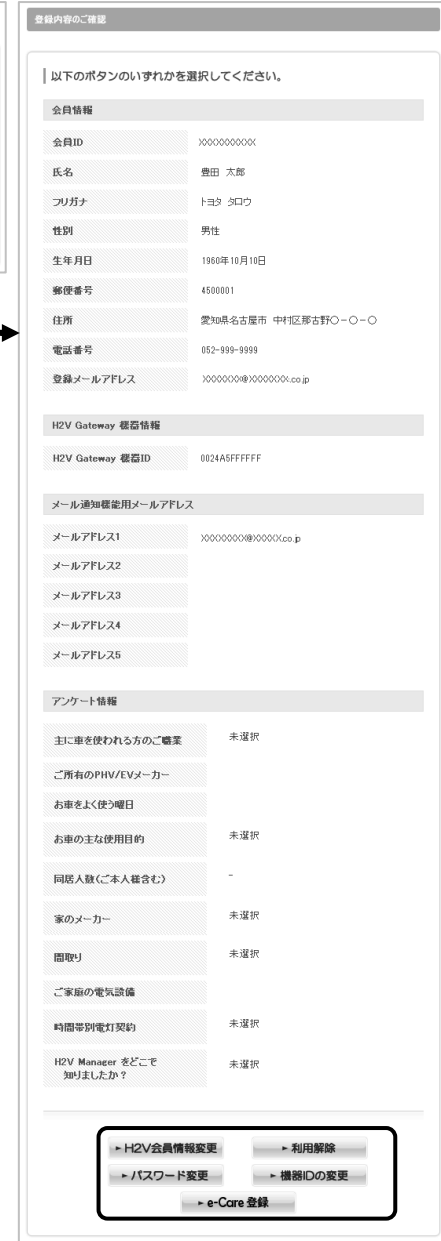 登録内容のご確認
以下のボタンのいずれかを選択してください。
会員情報
会員ID XXXXXXXXXX
氏名 豊田 太郎
フリガナ トヨタ タロウ
性別 男性
生年月日 1960年10月10日
郵便番号 4500001
住所 愛知県名古屋市 中村区那古野○－○－○
電話番号 052-999-9999
登録メールアドレス XXXXXXX@XXXXXXX.co.jp
H2V Gateway 機器情報
H2V Gateway 機器ID 0024A5FFFFFF
メール通知機能用メールアドレス
メールアドレス1 XXXXXXXX@XXXXX.co.jp
メールアドレス2
メールアドレス3
メールアドレス4
メールアドレス5
アンケート情報
主に車を使われる方のご職業 未選択
ご所有のPHV/EVメーカー
お車をよく使う曜日
お車の主な使用目的 未選択
同居人数(ご本人様含む) -
家のメーカー 未選択
間取り 未選択
ご家庭の電気設備
時間帯別電灯契約 未選択
H2V Manager をどこで 未選択
知りましたか？
► H2V会員情報変更 ► 利用解除
► パスワード変更 ► 機器IDの変更
► e-Care 登録